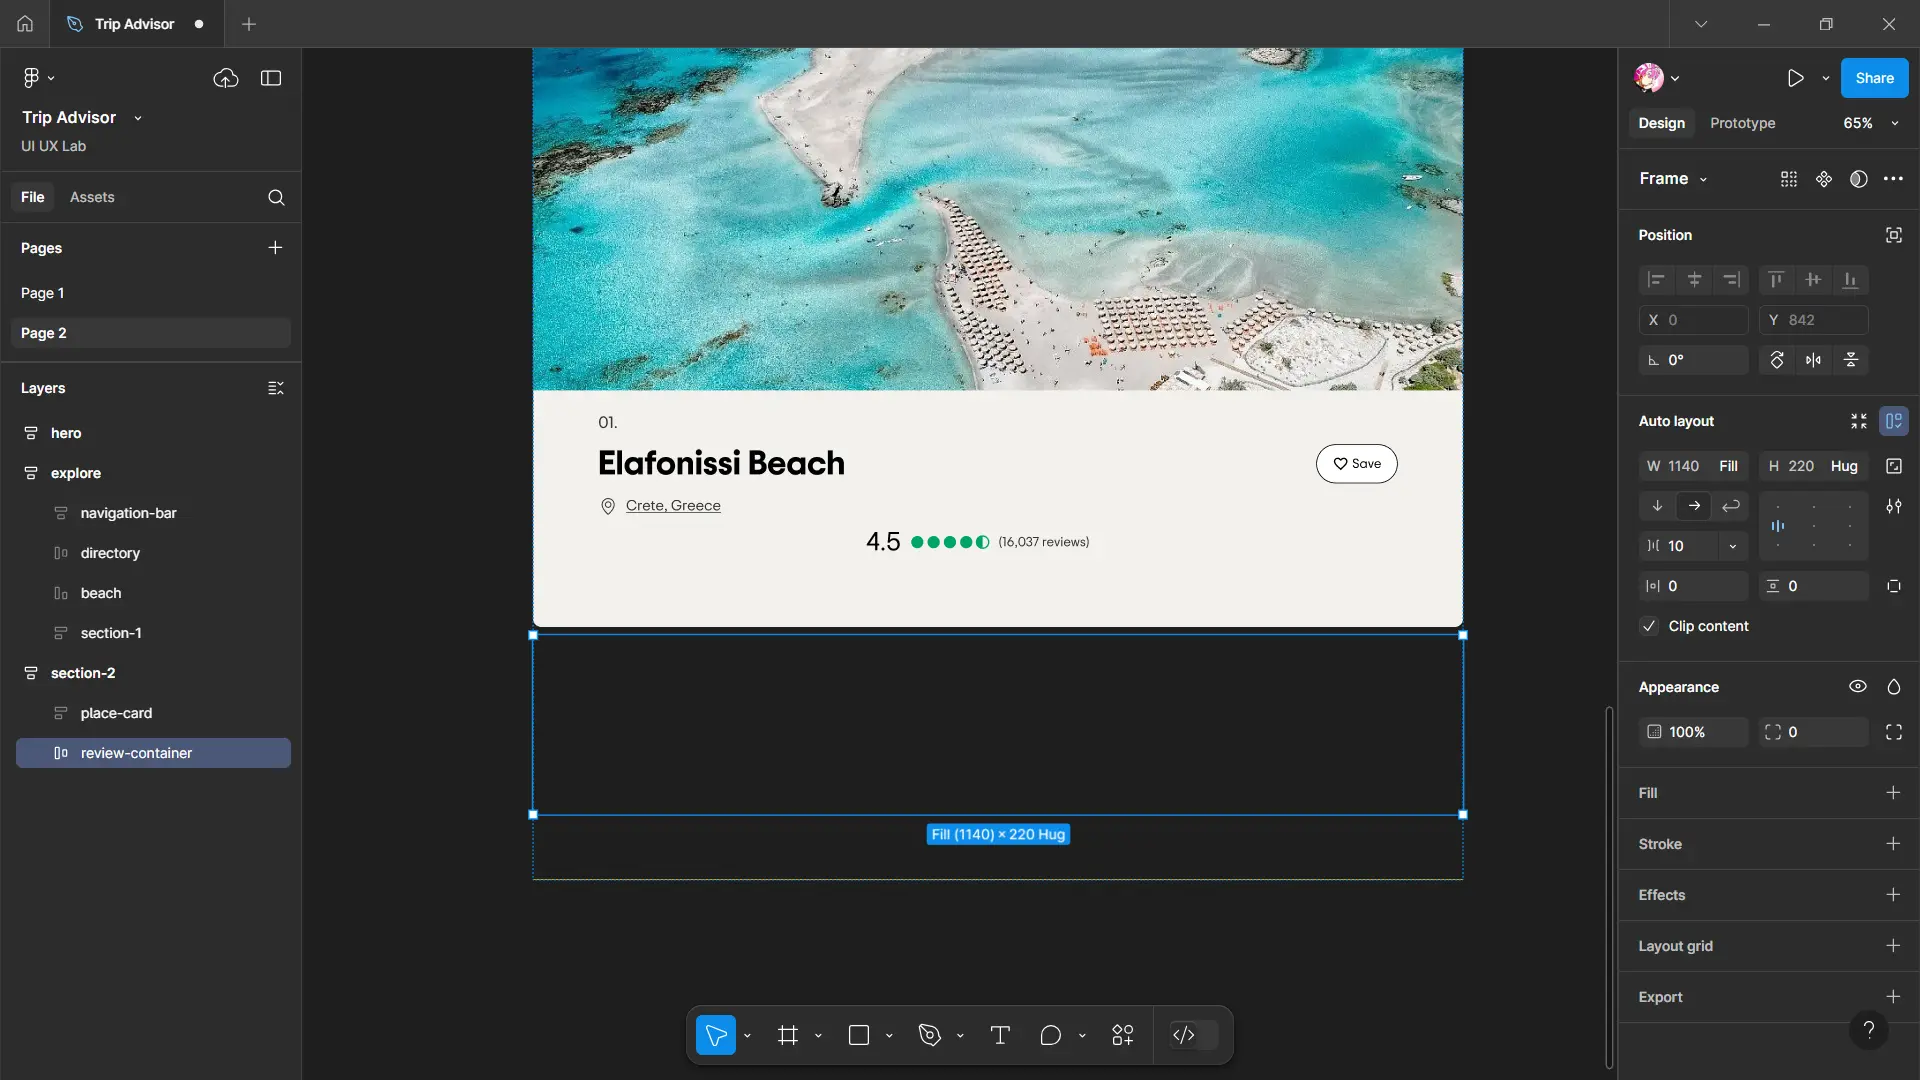 Trip Advisor
Trip Advisor
UI UX Lab
File
Assets
Pages
Page 1
Page 2
Layers
hero
explore
navigation-bar
directory
beach
section-1
section-2
place-card
review-container
01.
Elafonissi Beach
Save
Crete, Greece
4.5
(16,037 reviews)
Fill (1140) × 220 Hug
Share
Design
Prototype
65%
Frame
Position
X 0
Y 842
0°
Auto layout
W 1140 Fill
H 220 Hug
10
0
0
Clip content
Appearance
100%
0
Fill
Stroke
Effects
Layout grid
Export
?